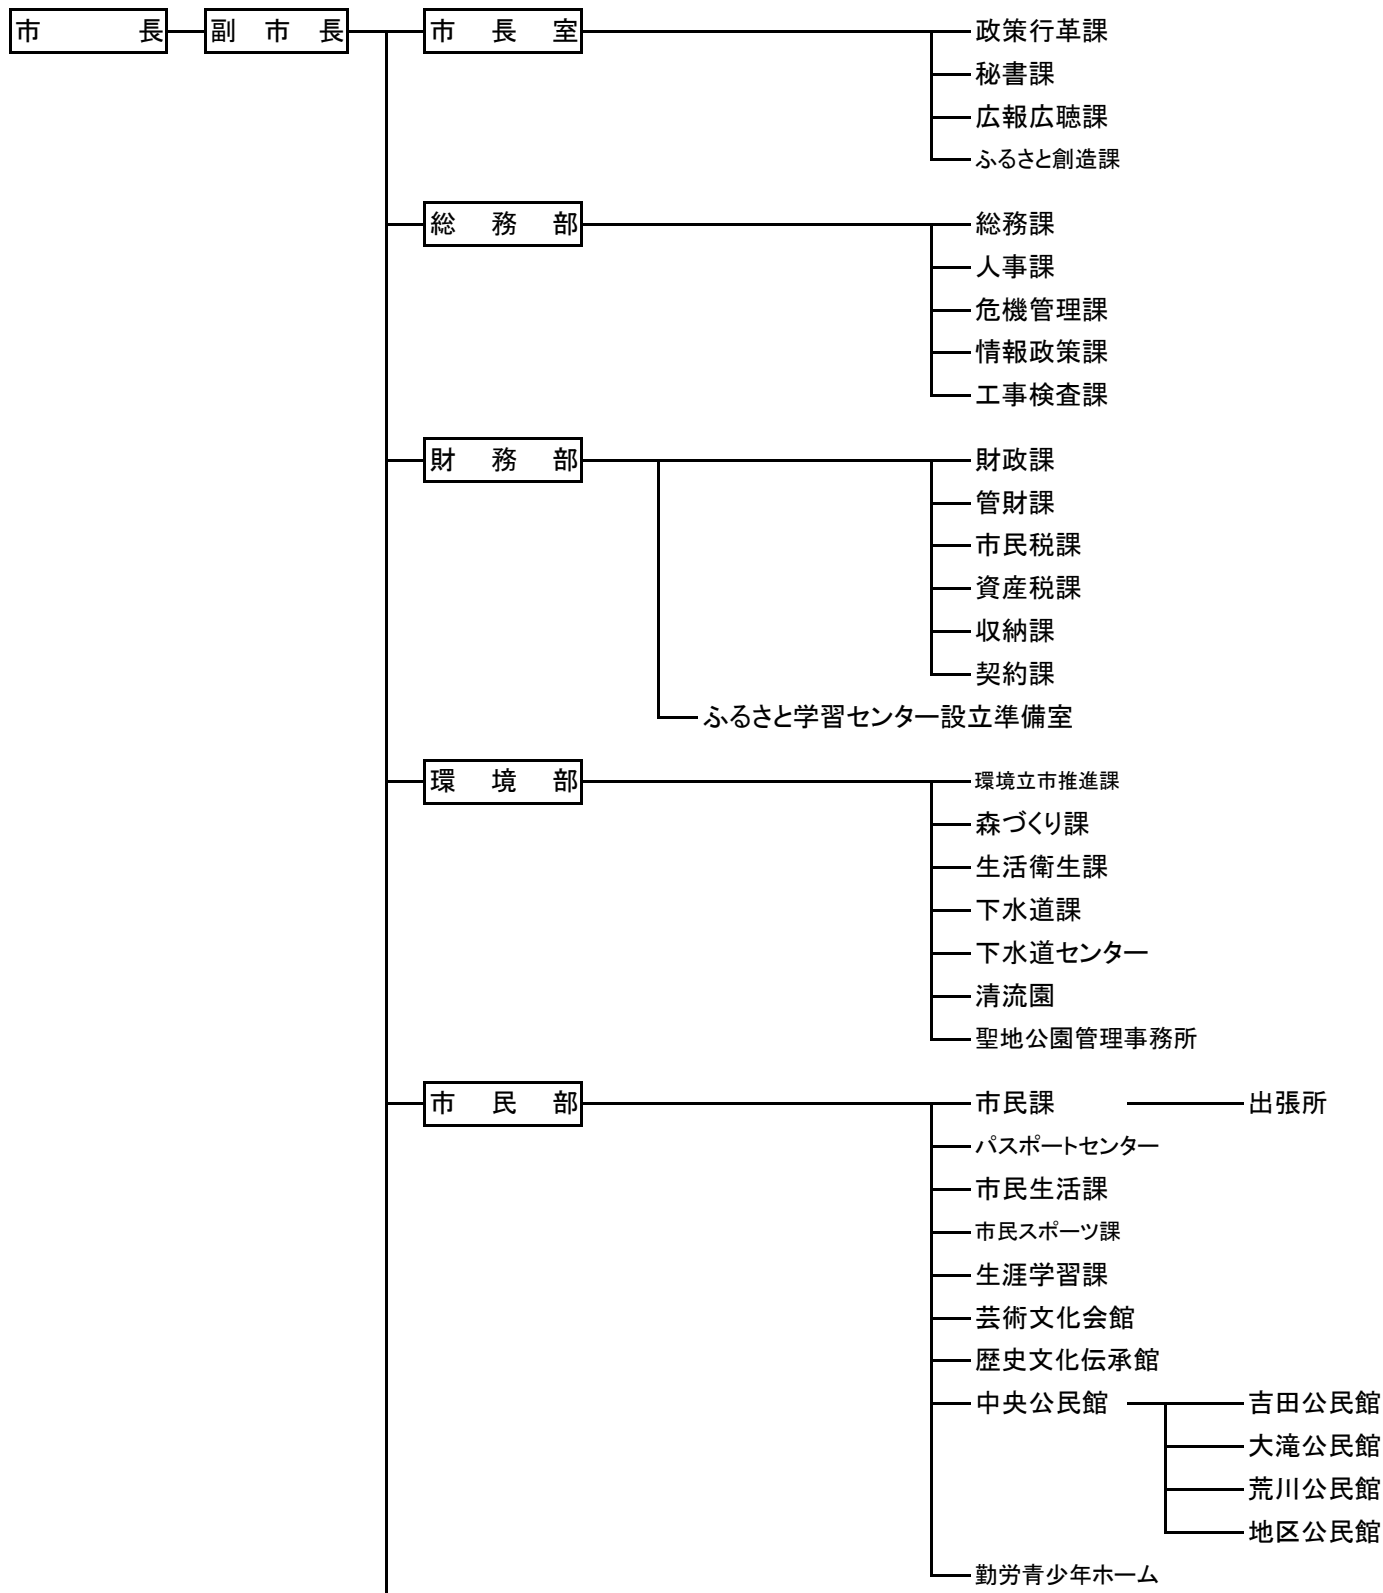 市長 副市長 市長室 政策行革課
秘書課
広報広聴課
ふるさと創造課
総務部 総務課
人事課
危機管理課
情報政策課
工事検査課
財務部 財政課
管財課
市民税課
資産税課
収納課
契約課
ふるさと学習センター設立準備室
環境部 環境立市推進課
森づくり課
生活衛生課
下水道課
下水道センター
清流園
聖地公園管理事務所
市民部 市民課 出張所
パスポートセンター
市民生活課
市民スポーツ課
生涯学習課
芸術文化会館
歴史文化伝承館
中央公民館 吉田公民館
大滝公民館
荒川公民館
地区公民館
勤労青少年ホーム